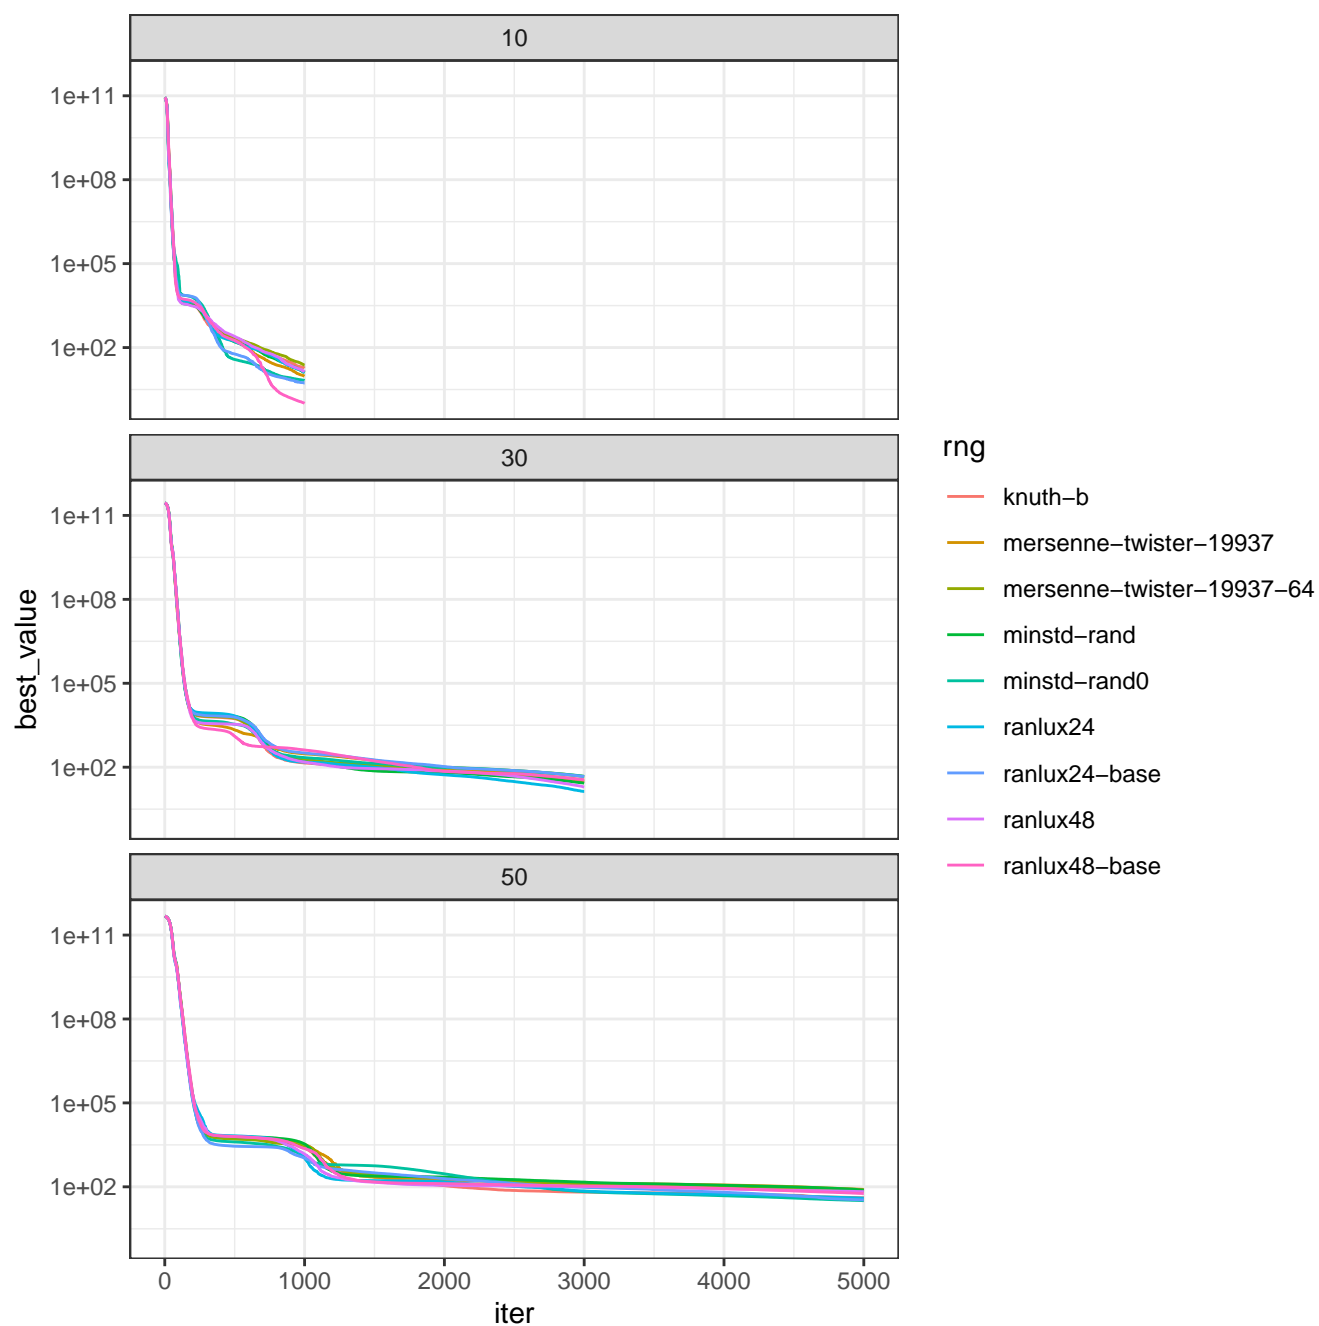 10
1e+11
1e+08
1e+05
1e+02
30
1e+11
1e+08
1e+05
1e+02
50
1e+11
1e+08
1e+05
1e+02
0 1000 2000 3000 4000 5000
iter
best_value
rng
knuth−b
mersenne−twister−19937
mersenne−twister−19937−64
minstd−rand
minstd−rand0
ranlux24
ranlux24−base
ranlux48
ranlux48−base